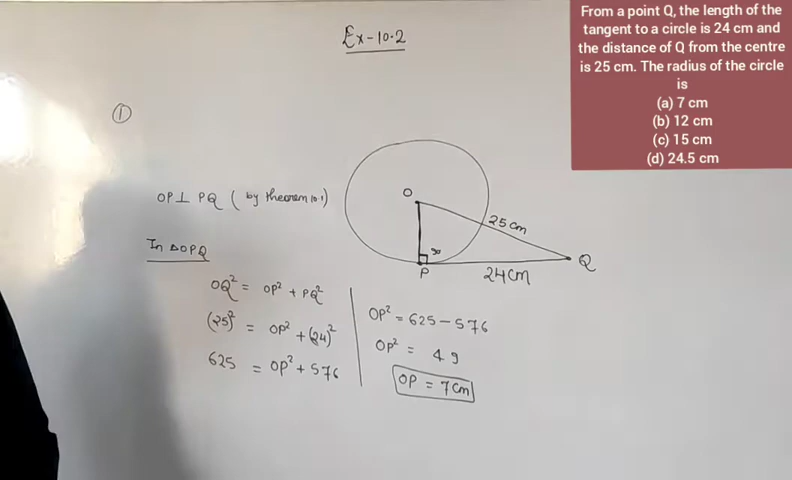 Ex-10.2
From a point Q, the length of the
tangent to a circle is 24 cm and
the distance of Q from the centre
is 25 cm. The radius of the circle
is
(a) 7 cm
(b) 12 cm
(c) 15 cm
(d) 24.5 cm
①
OP⊥ PQ ( by theorem 10.1)
O
25cm
90
P
24cm
Q
In △OPQ
OQ² = OP² + PQ²
(25)² = OP² + (24)²
625 = OP² + 576
OP² = 625 - 576
OP² = 49
OP = 7cm